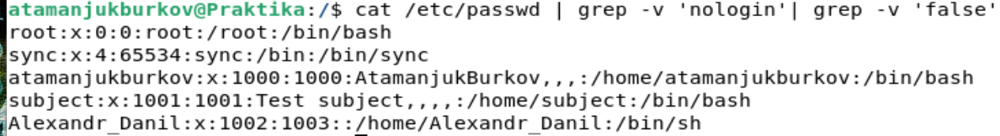 atamanjukburkov@Praktika:/$ cat /etc/passwd | grep -v 'nologin'| grep -v 'false'
root:x:0:0:root:/root:/bin/bash
sync:x:4:65534:sync:/bin:/bin/sync
atamanjukburkov:x:1000:1000:AtamanjukBurkov,,,:/home/atamanjukburkov:/bin/bash
subject:x:1001:1001:Test subject,,,,:/home/subject:/bin/bash
Alexandr_Danil:x:1002:1003::/home/Alexandr_Danil:/bin/sh